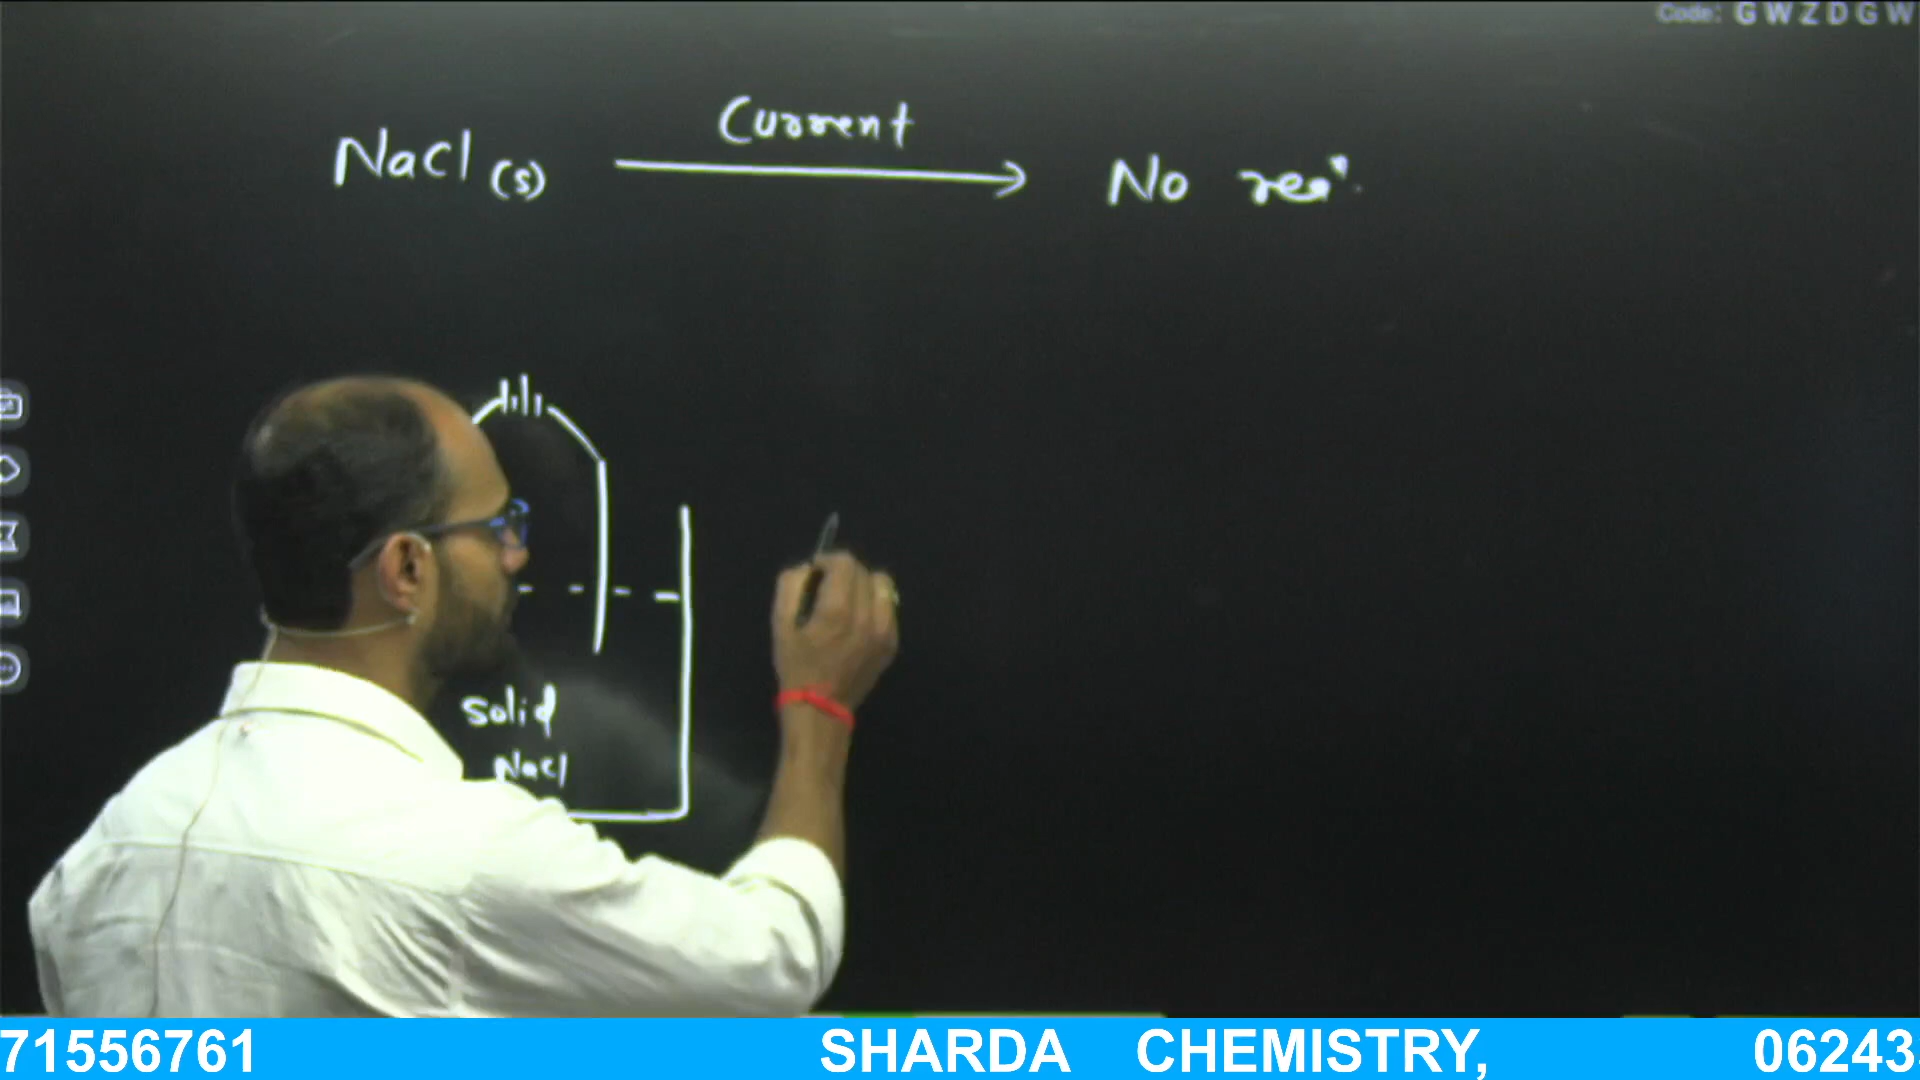 Code: GWZDGW
Current
NaCl (s) → No rea'.
solid
NaCl
71556761 SHARDA CHEMISTRY, 06243